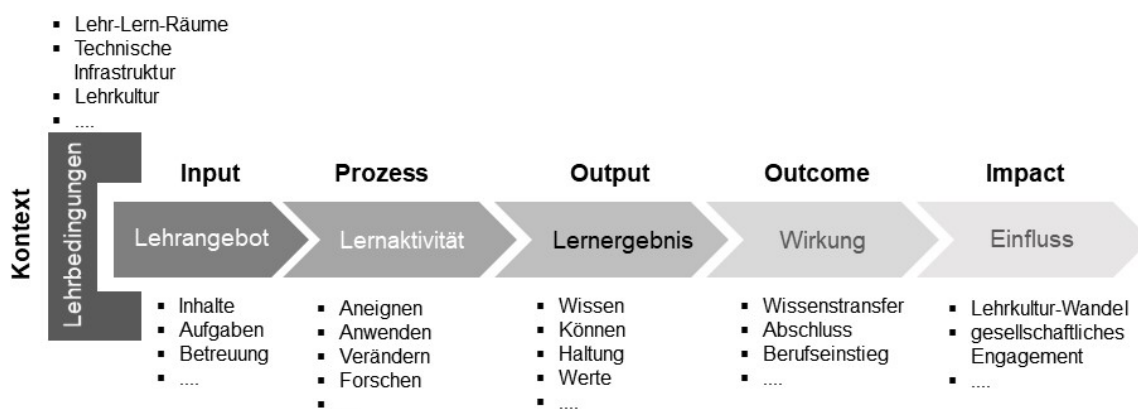 ▪ Lehr-Lern-Räume
▪ Technische
Infrastruktur
▪ Lehrkultur
▪ ....
Kontext
Lehrbedingungen
Input
Prozess
Output
Outcome
Impact
Lehrangebot
Lernaktivität
Lernergebnis
Wirkung
Einfluss
▪ Inhalte
▪ Aufgaben
▪ Betreuung
▪ ....
▪ Aneignen
▪ Anwenden
▪ Verändern
▪ Forschen
▪
▪ Wissen
▪ Können
▪ Haltung
▪ Werte
▪ ....
▪ Wissenstransfer
▪ Abschluss
▪ Berufseinstieg
▪ ....
▪ Lehrkultur-Wandel
▪ gesellschaftliches
Engagement
▪ ....